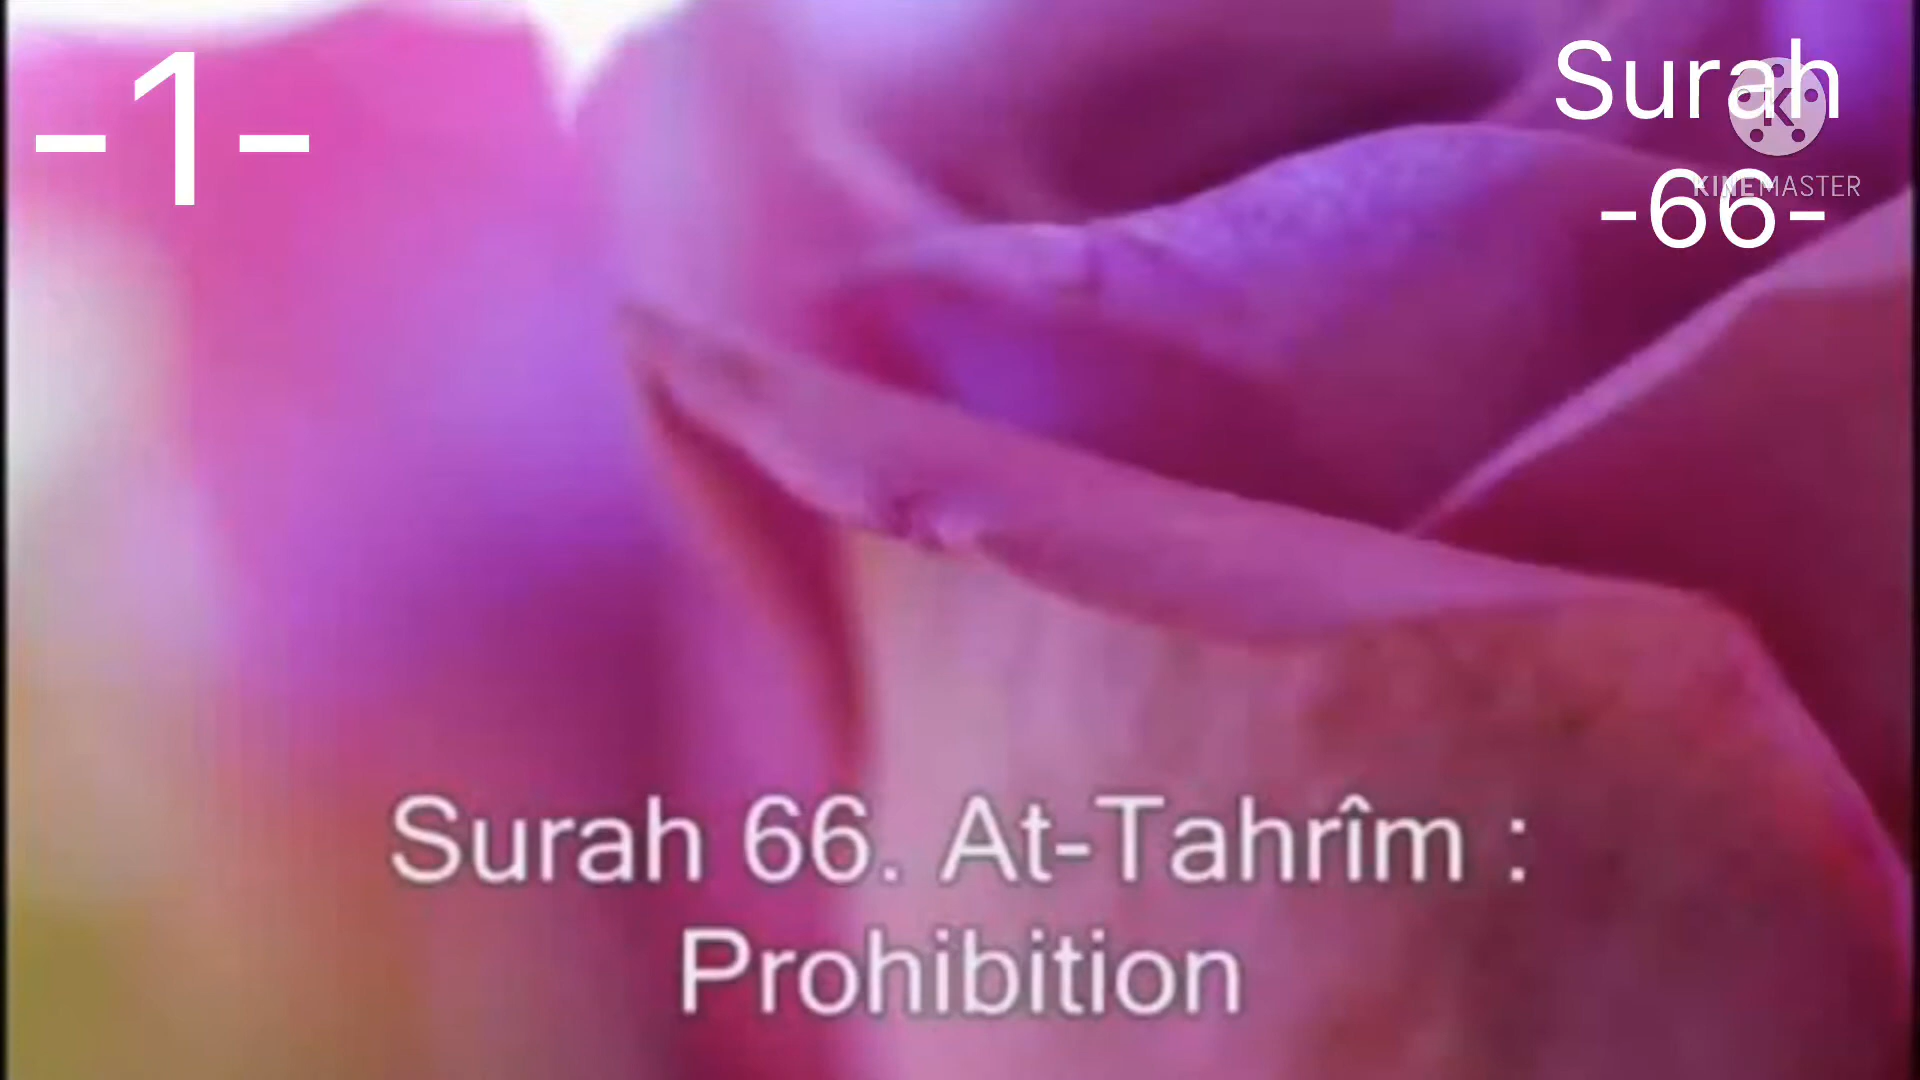 -1-
Surah
-66-
KINEMASTER
Surah 66. At-Tahrîm :
Prohibition